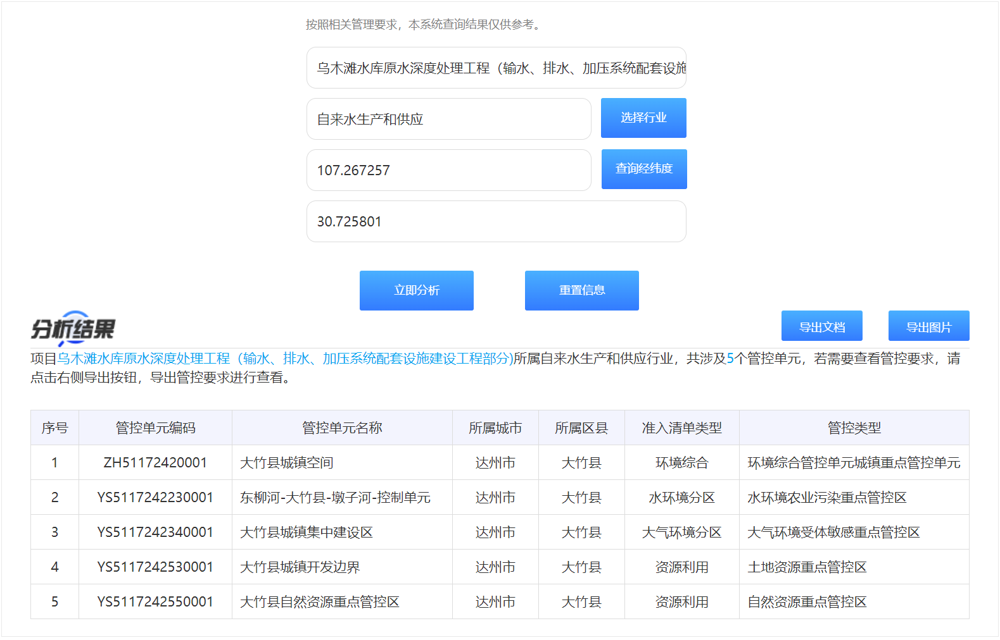 按照相关管理要求，本系统查询结果仅供参考。
乌木滩水库原水深度处理工程（输水、排水、加压系统配套设施
自来水生产和供应
选择行业
107.267257
查询经纬度
30.725801
立即分析
重置信息
分析结果
导出文档
导出图片
项目乌木滩水库原水深度处理工程（输水、排水、加压系统配套设施建设工程部分)所属自来水生产和供应行业，共涉及5个管控单元，若需要查看管控要求，请
点击右侧导出按钮，导出管控要求进行查看。
序号 管控单元编码 管控单元名称 所属城市 所属区县 准入清单类型 管控类型
1 ZH51172420001 大竹县城镇空间 达州市 大竹县 环境综合 环境综合管控单元城镇重点管控单元
2 YS5117242230001 东柳河-大竹县-墩子河-控制单元 达州市 大竹县 水环境分区 水环境农业污染重点管控区
3 YS5117242340001 大竹县城镇集中建设区 达州市 大竹县 大气环境分区 大气环境受体敏感重点管控区
4 YS5117242530001 大竹县城镇开发边界 达州市 大竹县 资源利用 土地资源重点管控区
5 YS5117242550001 大竹县自然资源重点管控区 达州市 大竹县 资源利用 自然资源重点管控区